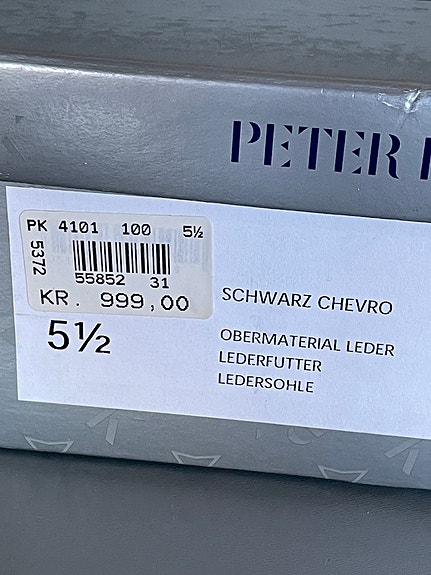 PETER
PK 4101 100 5½
5372
55852 31
KR. 999,00
5½
SCHWARZ CHEVRO
OBERMATERIAL LEDER
LEDERFUTTER
LEDERSOHLE